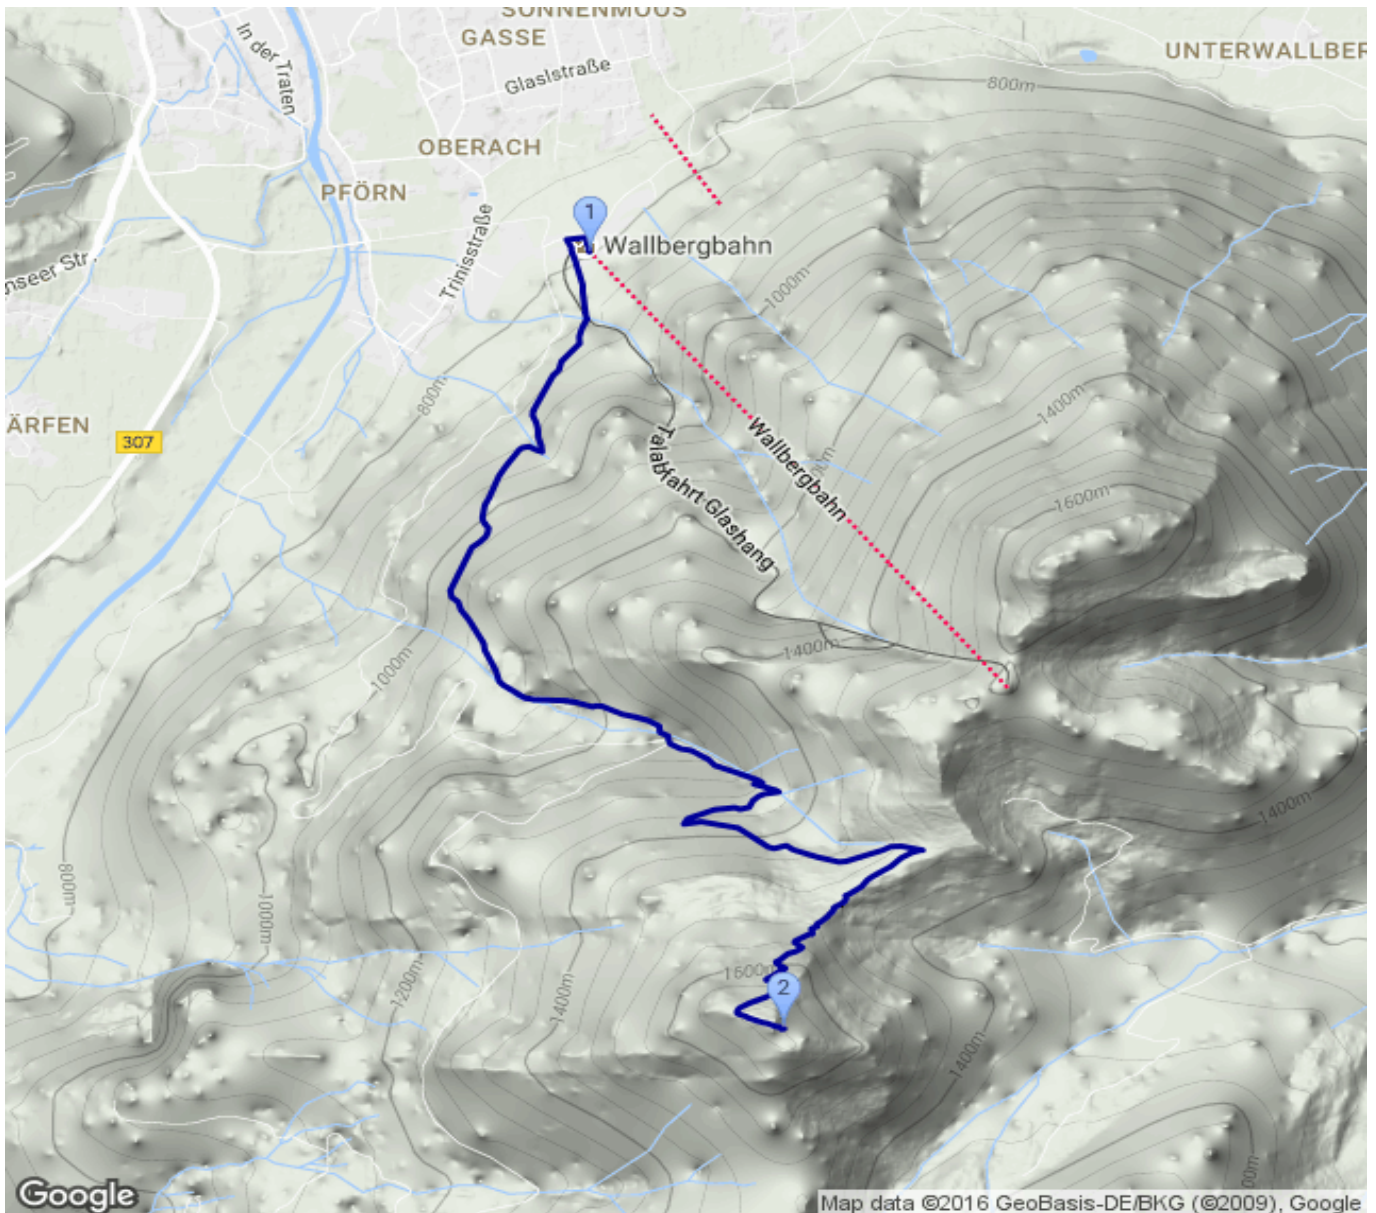 SONNENMOOS
GASSE
UNTERWALLBER
In der Traten
Glaslstraße
800m
OBERACH
PFÖRN
1
Wallbergbahn
Trinisstraße
nseer Str.
1000m
800m
1400m
ÄRFEN
307
Wallbergbahn
Talabfahrt Glashang
1600m
1400m
1000m
1400m
800m
1000m
1200m
1400m
1600m
2
1400m
Google
Map data ©2016 GeoBasis-DE/BKG (©2009), Google